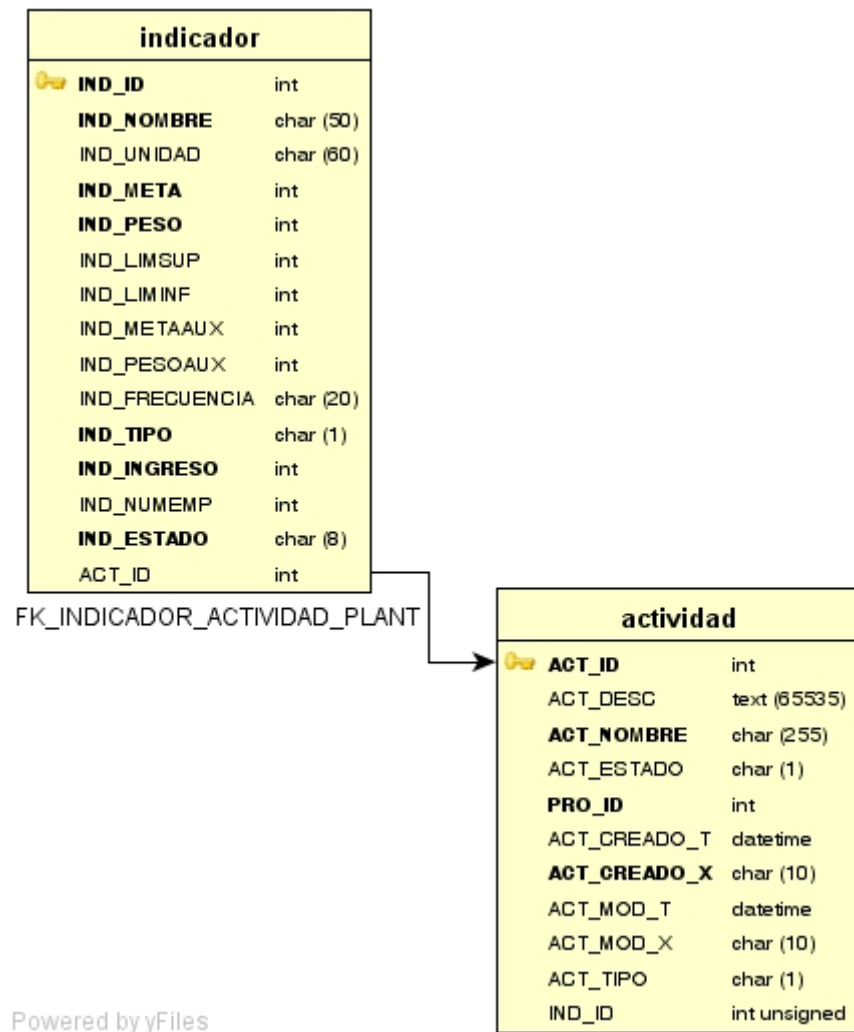 indicador
IND_ID int
IND_NOMBRE char (50)
IND_UNIDAD char (60)
IND_META int
IND_PESO int
IND_LIMSUP int
IND_LIMINF int
IND_METAAUX int
IND_PESOAUX int
IND_FRECUENCIA char (20)
IND_TIPO char (1)
IND_INGRESO int
IND_NUMEMP int
IND_ESTADO char (8)
ACT_ID int
FK_INDICADOR_ACTIVIDAD_PLANT
actividad
ACT_ID int
ACT_DESC text (65535)
ACT_NOMBRE char (255)
ACT_ESTADO char (1)
PRO_ID int
ACT_CREADO_T datetime
ACT_CREADO_X char (10)
ACT_MOD_T datetime
ACT_MOD_X char (10)
ACT_TIPO char (1)
IND_ID int unsigned
Powered by yFiles